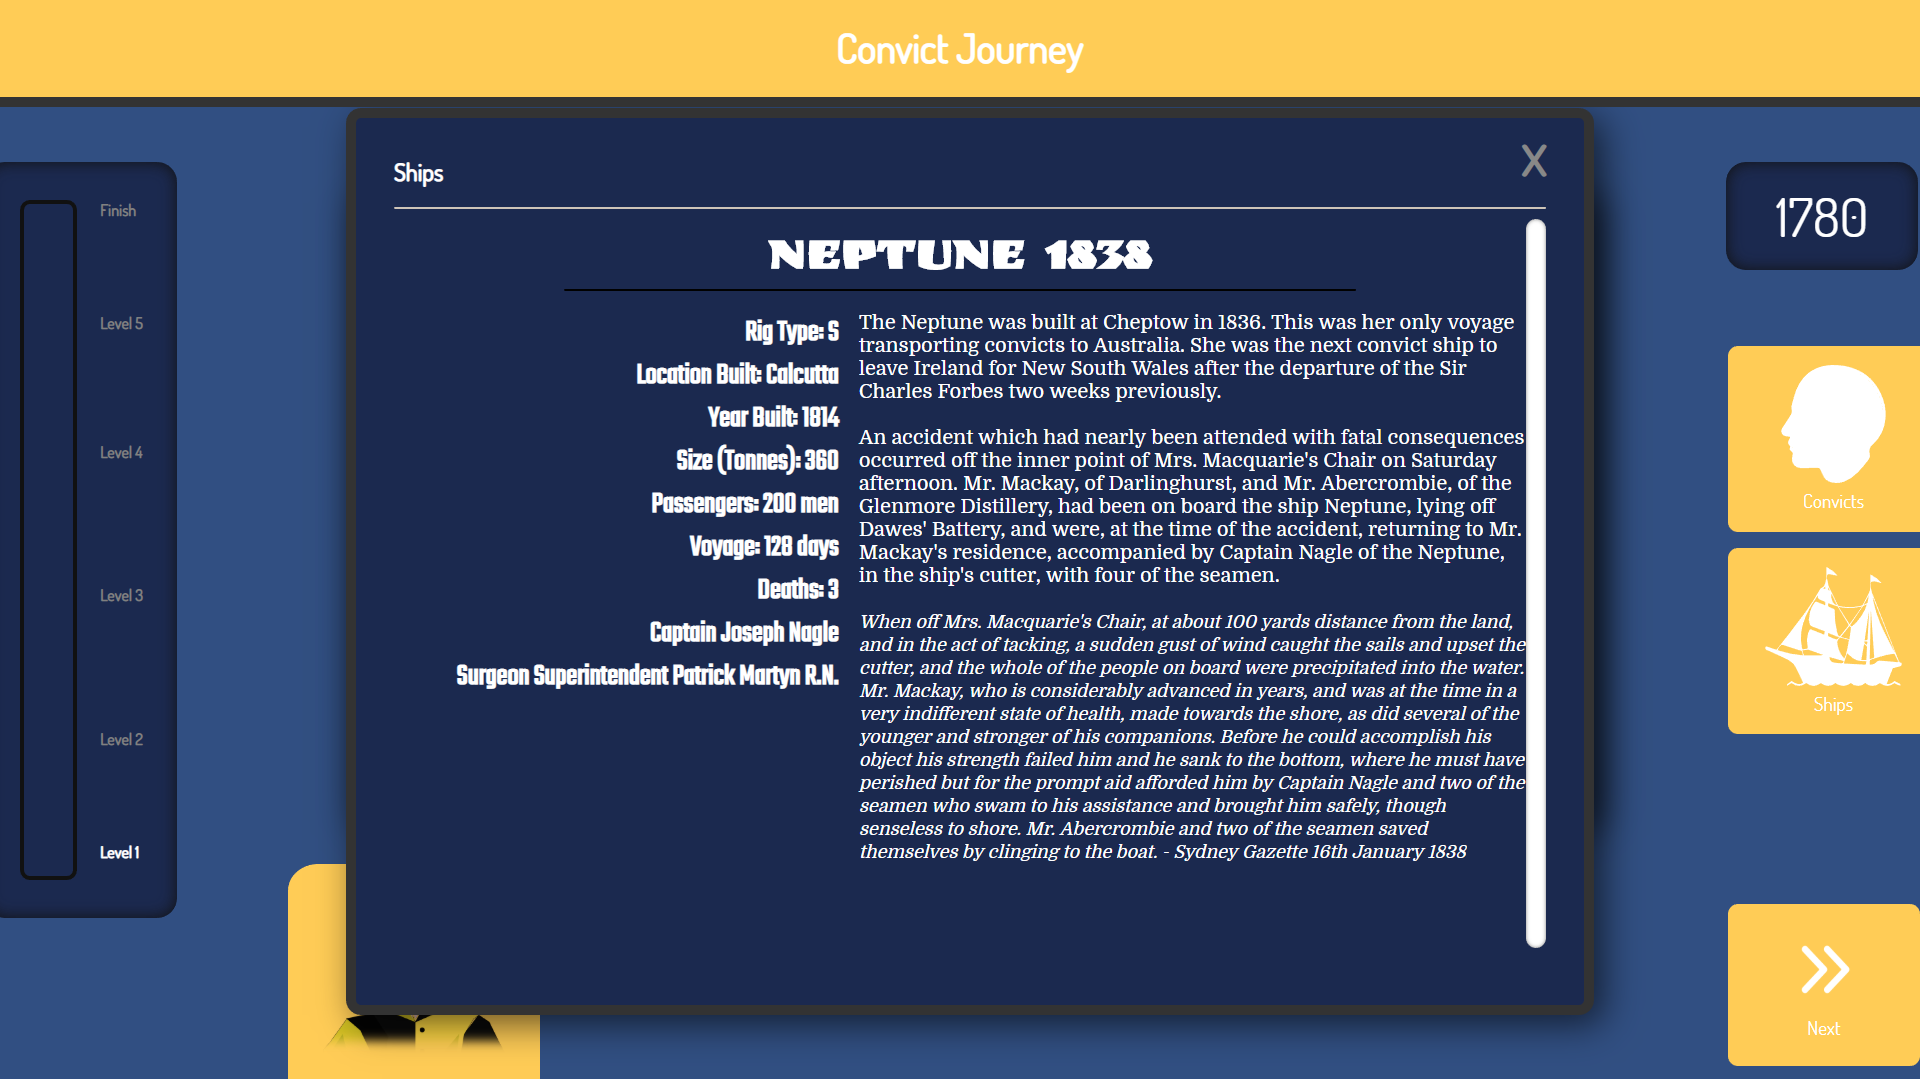 Convict Journey
Finish
Level 5
Level 4
Level 3
Level 2
Level 1
Ships
X
NEPTUNE 1838
Rig Type: S
Location Built: Calcutta
Year Built: 1814
Size (Tonnes): 360
Passengers: 200 men
Voyage: 128 days
Deaths: 3
Captain Joseph Nagle
Surgeon Superintendent Patrick Martyn R.N.
The Neptune was built at Cheptow in 1836. This was her only voyage
transporting convicts to Australia. She was the next convict ship to
leave Ireland for New South Wales after the departure of the Sir
Charles Forbes two weeks previously.
An accident which had nearly been attended with fatal consequences
occurred off the inner point of Mrs. Macquarie's Chair on Saturday
afternoon. Mr. Mackay, of Darlinghurst, and Mr. Abercrombie, of the
Glenmore Distillery, had been on board the ship Neptune, lying off
Dawes' Battery, and were, at the time of the accident, returning to Mr.
Mackay's residence, accompanied by Captain Nagle of the Neptune,
in the ship's cutter, with four of the seamen.
When off Mrs. Macquarie's Chair, at about 100 yards distance from the land,
and in the act of tacking, a sudden gust of wind caught the sails and upset the
cutter, and the whole of the people on board were precipitated into the water.
Mr. Mackay, who is considerably advanced in years, and was at the time in a
very indifferent state of health, made towards the shore, as did several of the
younger and stronger of his companions. Before he could accomplish his
object his strength failed him and he sank to the bottom, where he must have
perished but for the prompt aid afforded him by Captain Nagle and two of the
seamen who swam to his assistance and brought him safely, though
senseless to shore. Mr. Abercrombie and two of the seamen saved
themselves by clinging to the boat. - Sydney Gazette 16th January 1838
1780
Convicts
Ships
Next